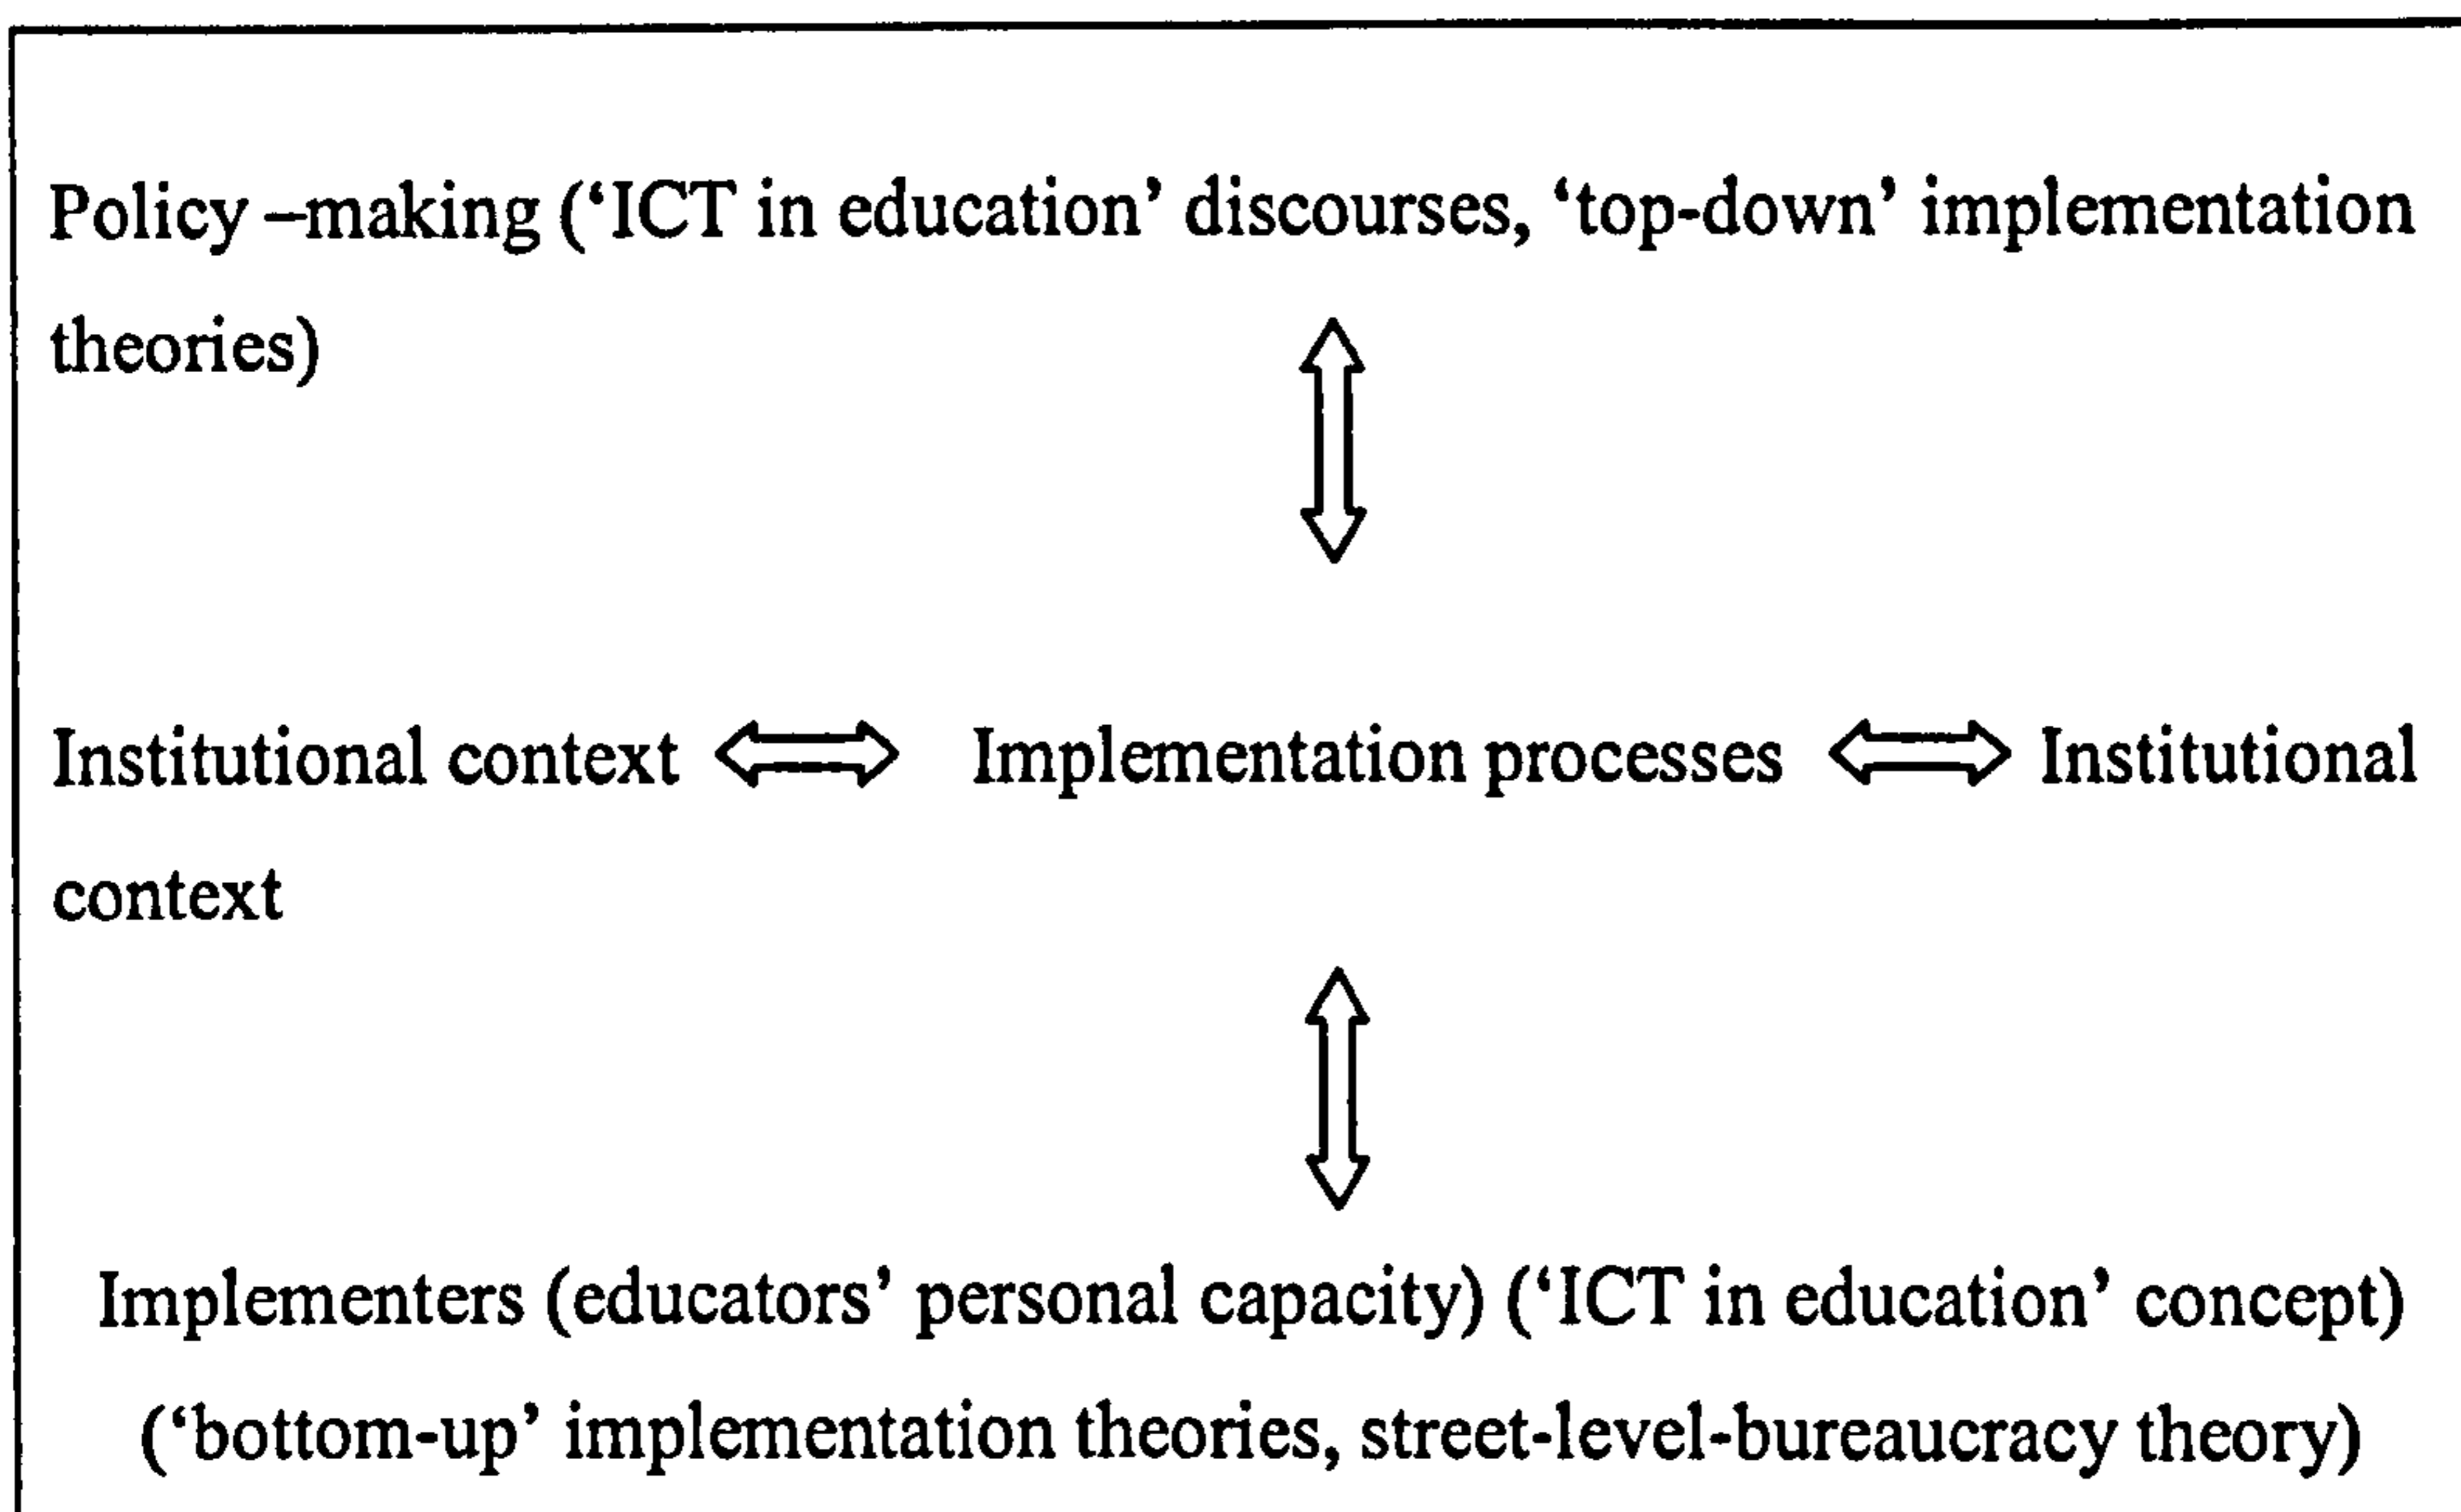 Policy –making (‘ICT in education’ discourses, ‘top-down’ implementation
theories)
Institutional context Implementation processes Institutional
context
Implementers (educators’ personal capacity) (‘ICT in education’ concept)
(‘bottom-up’ implementation theories, street-level-bureaucracy theory)